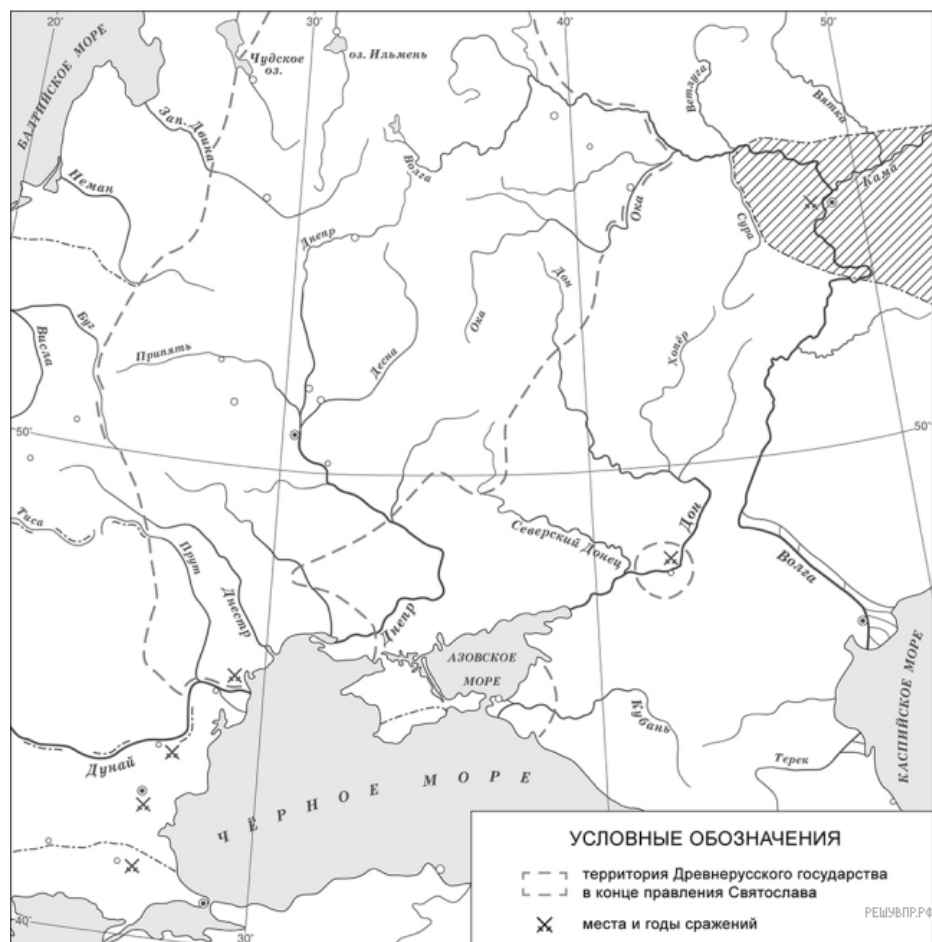 20°
30°
40°
50°
БАЛТИЙСКОЕ МОРЕ
Чудское
оз.
оз. Ильмень
Ветлуга
Вятка
Зап. Двина
Волга
Неман
Кама
Ока
Сура
Днепр
Дон
Буг
Висла
Ока
Хопёр
Припять
Десна
50°
50°
Тиса
Северский Донец
Дон
Волга
Прут
Днестр
Днепр
АЗОВСКОЕ
МОРЕ
КАСПИЙСКОЕ МОРЕ
Кубань
Дунай
Терек
ЧЁРНОЕ МОРЕ
УСЛОВНЫЕ ОБОЗНАЧЕНИЯ
территория Древнерусского государства
в конце правления Святослава
места и годы сражений
РЕШУВПР.РФ
40°
30°